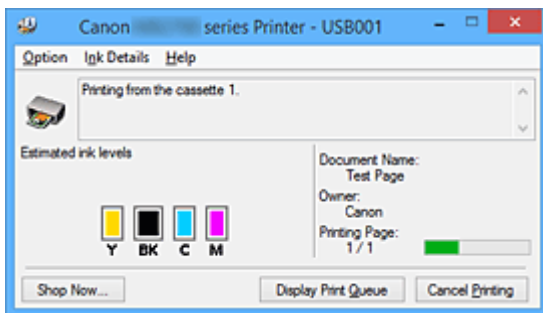 Canon series Printer - USB001
Option Ink Details Help
Printing from the cassette 1.
Estimated ink levels
Document Name:
Test Page
Owner:
Canon
Printing Page:
1 / 1
Y BK C M
Shop Now... Display Print Queue Cancel Printing